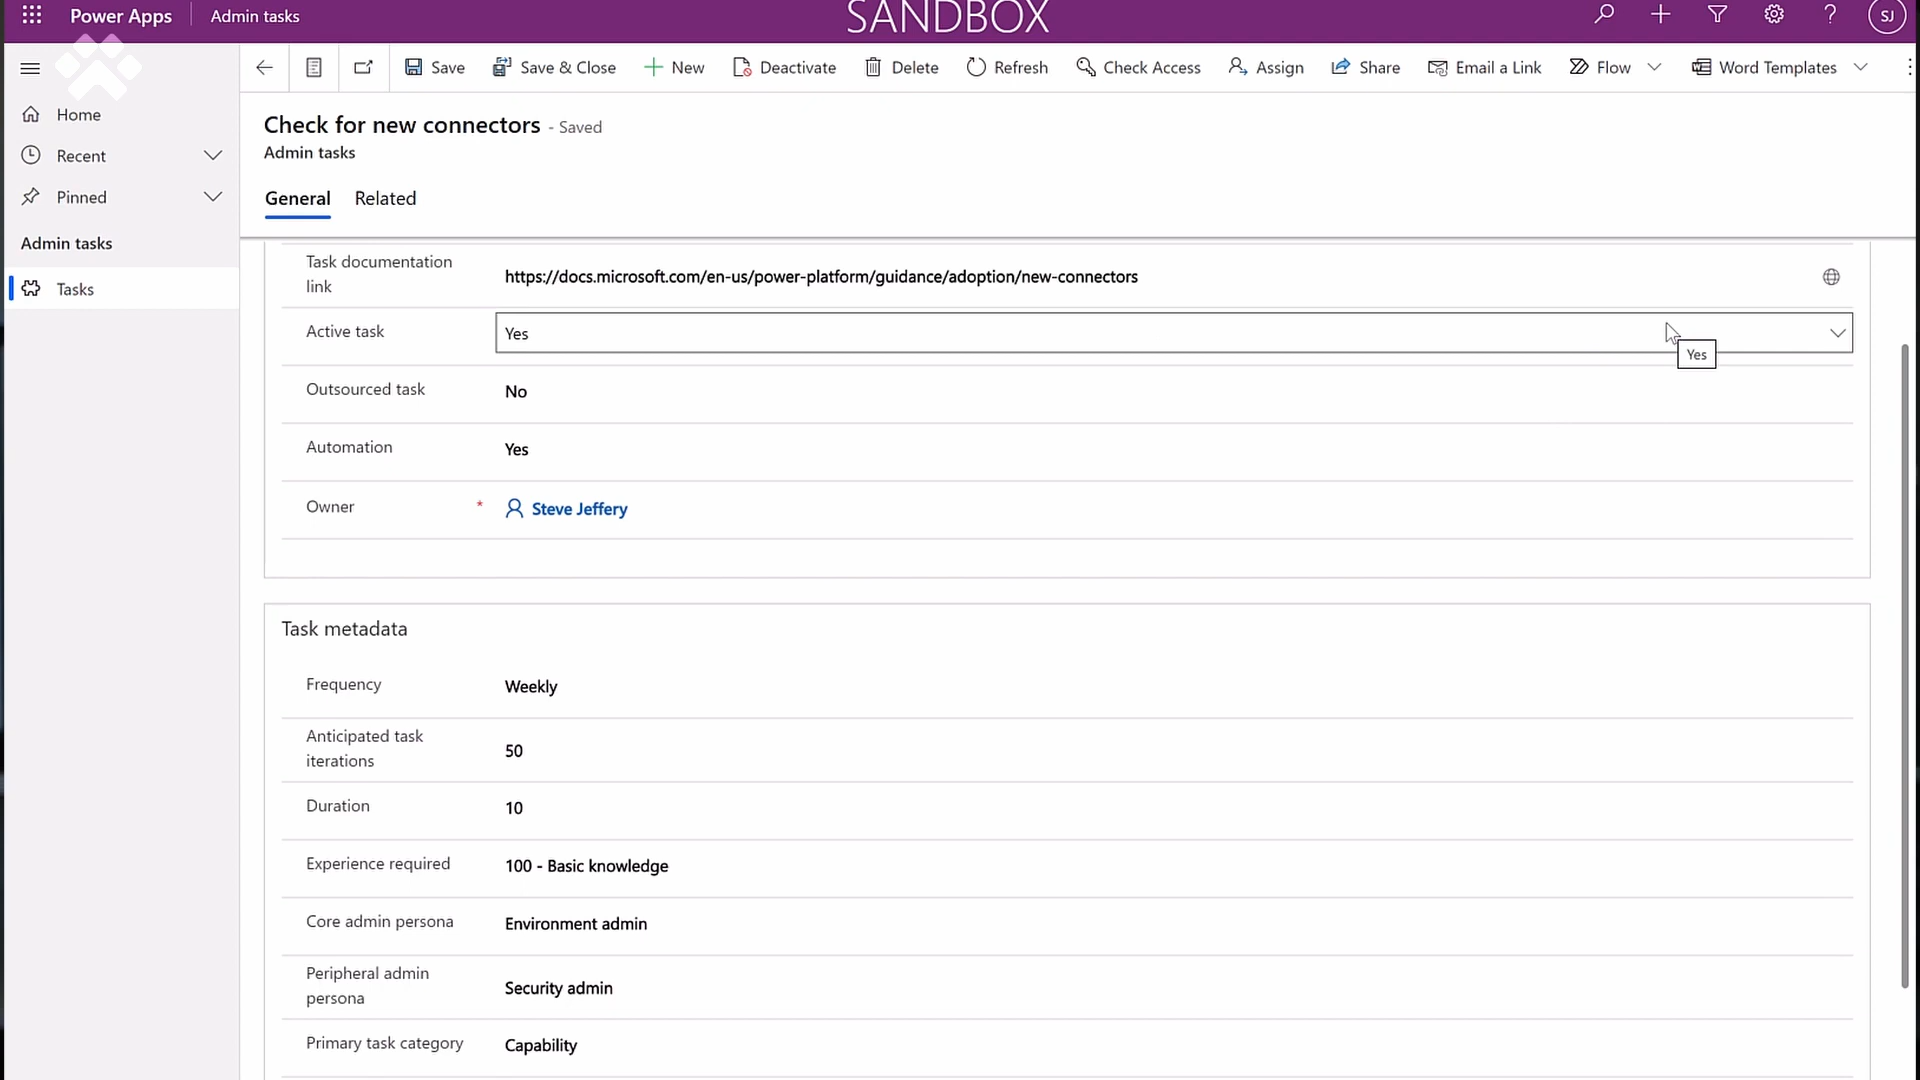 Power Apps Admin tasks SANDBOX SJ
Save Save & Close New Deactivate Delete Refresh Check Access Assign Share Email a Link Flow Word Templates
Home
Recent
Pinned
Admin tasks
Tasks
Check for new connectors - Saved
Admin tasks
General Related
Task documentation
link
https://docs.microsoft.com/en-us/power-platform/guidance/adoption/new-connectors
Active task Yes
Yes
Outsourced task No
Automation Yes
Owner * Steve Jeffery
Task metadata
Frequency Weekly
Anticipated task
iterations
50
Duration 10
Experience required 100 - Basic knowledge
Core admin persona Environment admin
Peripheral admin
persona
Security admin
Primary task category Capability